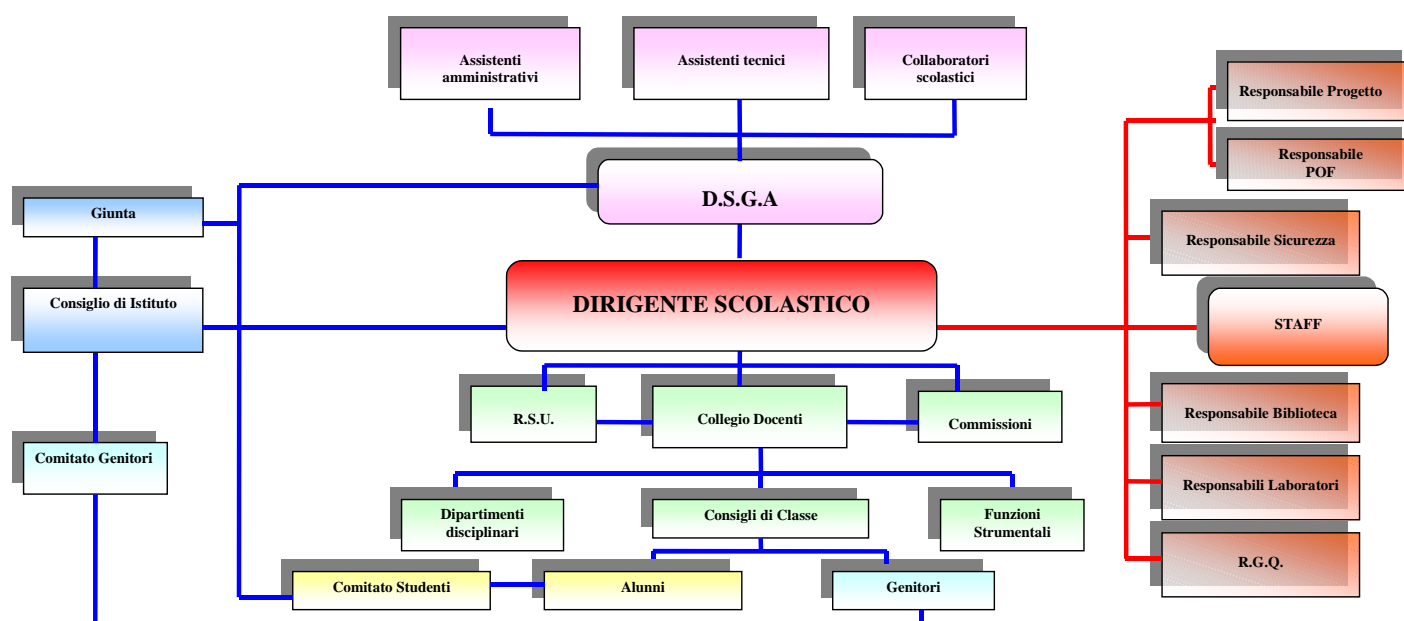 Assistenti
amministrativi
Assistenti tecnici
Collaboratori
scolastici
Responsabile Progetto
Responsabile
POF
D.S.G.A
Giunta
Responsabile Sicurezza
Consiglio di Istituto
DIRIGENTE SCOLASTICO
STAFF
R.S.U.
Collegio Docenti
Commissioni
Responsabile Biblioteca
Comitato Genitori
Responsabili Laboratori
Dipartimenti
disciplinari
Consigli di Classe
Funzioni
Strumentali
R.G.Q.
Comitato Studenti
Alunni
Genitori